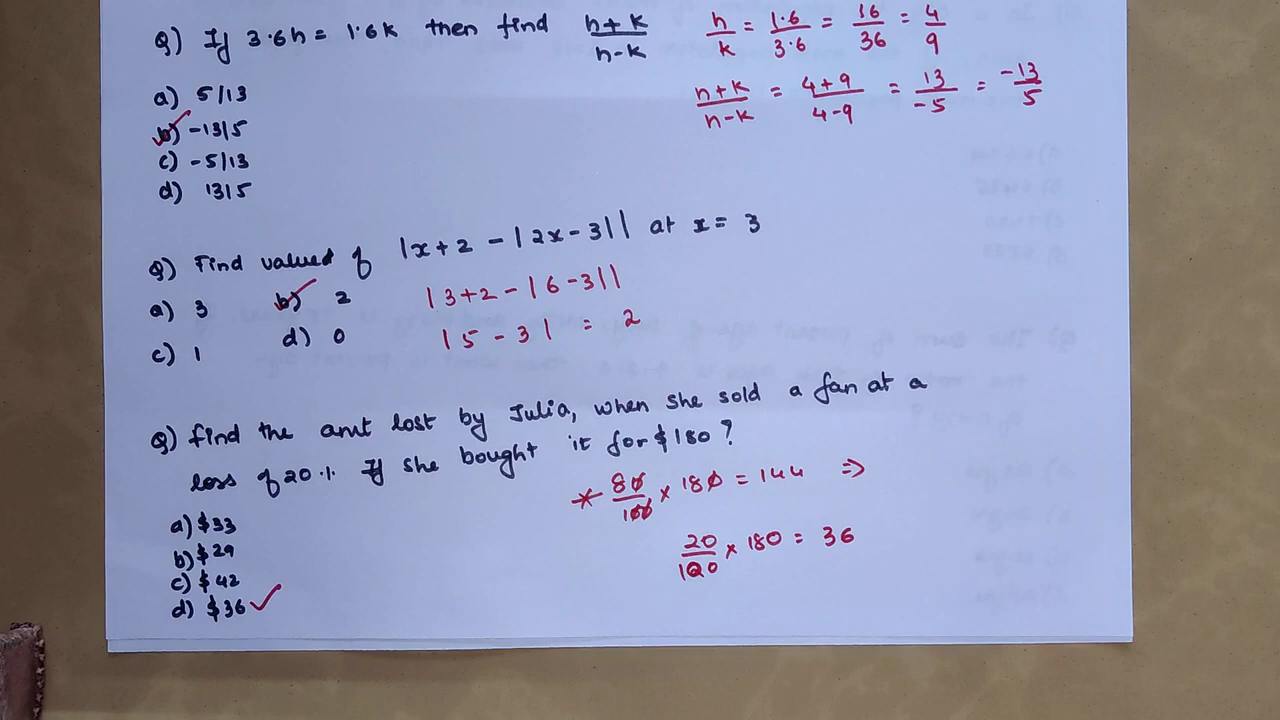 Q) If 3.6h = 1.6k then find h+k/h-k
h/k = 1.6/3.6 = 16/36 = 4/9
a) 5/13
h+k/h-k = 4+9/4-9 = 13/-5 = -13/5
b) -13/5
c) -5/13
d) 13/5
Q) Find valued of |x+2 - |2x-3|| at x = 3
a) 3 b) 2
|3+2-|6-3||
c) 1 d) 0
|5-3| = 2
Q) find the amt lost by Julia, when she sold a fan at a
loss of 20% If she bought it for $180?
80/100 x 180 = 144 ⇒
a) $33
20/100 x 180 = 36
b) $29
c) $42
d) $36